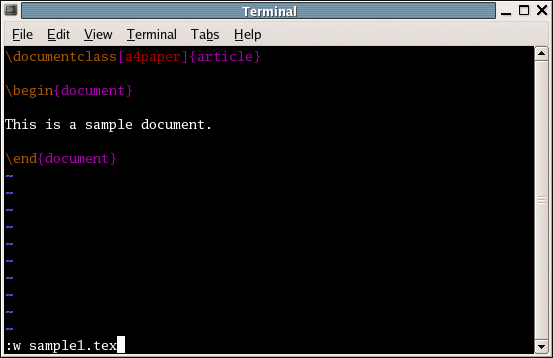 Terminal
File Edit View Terminal Tabs Help
\documentclass[a4paper]{article}
\begin{document}
This is a sample document.
\end{document}
~
~
~
~
~
~
~
~
~
~
:w sample1.tex